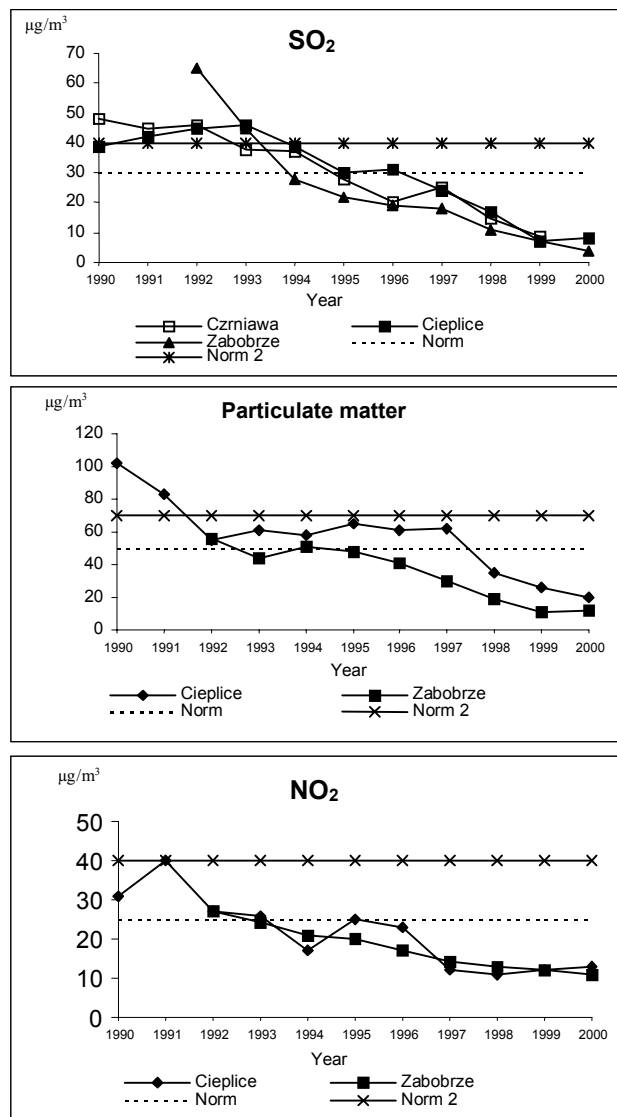 µg/m³
SO₂
70
60
50
40
30
20
10
0
1990 1991 1992 1993 1994 1995 1996 1997 1998 1999 2000
Year
Czrniawa Cieplice
Zabobrze Norm
Norm 2
µg/m³
Particulate matter
120
100
80
60
40
20
0
1990 1991 1992 1993 1994 1995 1996 1997 1998 1999 2000
Year
Cieplice Zabobrze
Norm Norm 2
µg/m³
NO₂
50
40
30
20
10
0
1990 1991 1992 1993 1994 1995 1996 1997 1998 1999 2000
Year
Cieplice Zabobrze
Norm Norm 2